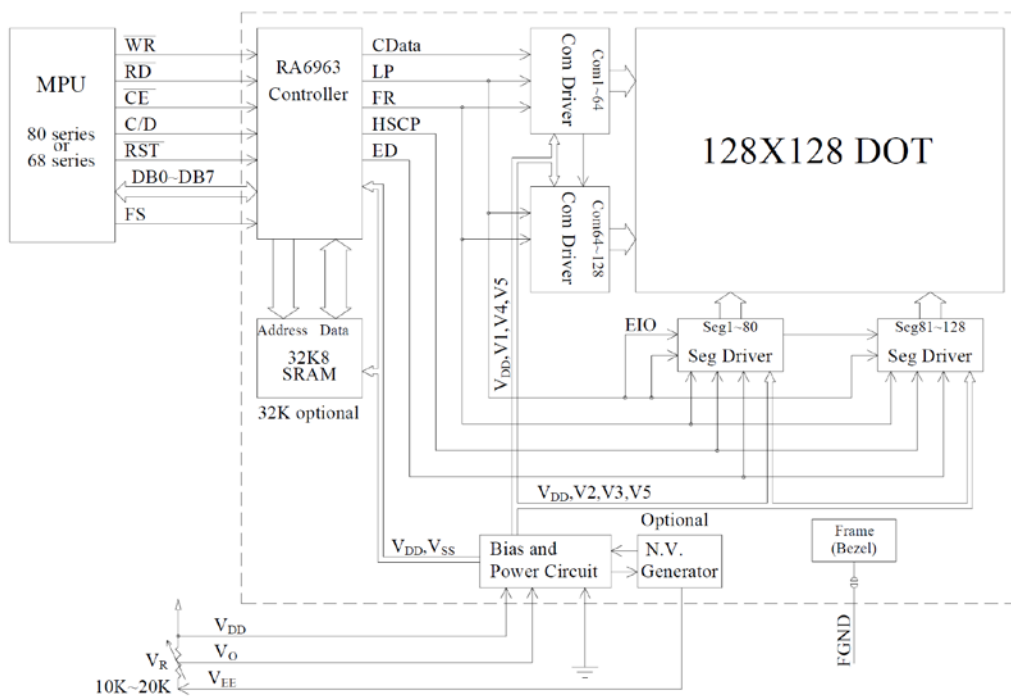 MPU
80 series
or
68 series
WR
RD
CE
C/D
RST
DB0~DB7
FS
RA6963
Controller
CData
LP
FR
HSCP
ED
Com Driver
Com1~64
Com Driver
Com64~128
128X128 DOT
Address Data
32K8
SRAM
32K optional
VDD,V1,V4,V5
EIO
Seg1~80
Seg Driver
Seg81~128
Seg Driver
VDD,V2,V3,V5
VDD,VSS
Bias and
Power Circuit
Optional
N.V.
Generator
Frame
(Bezel)
FGND
VDD
VO
VR
VEE
10K~20K